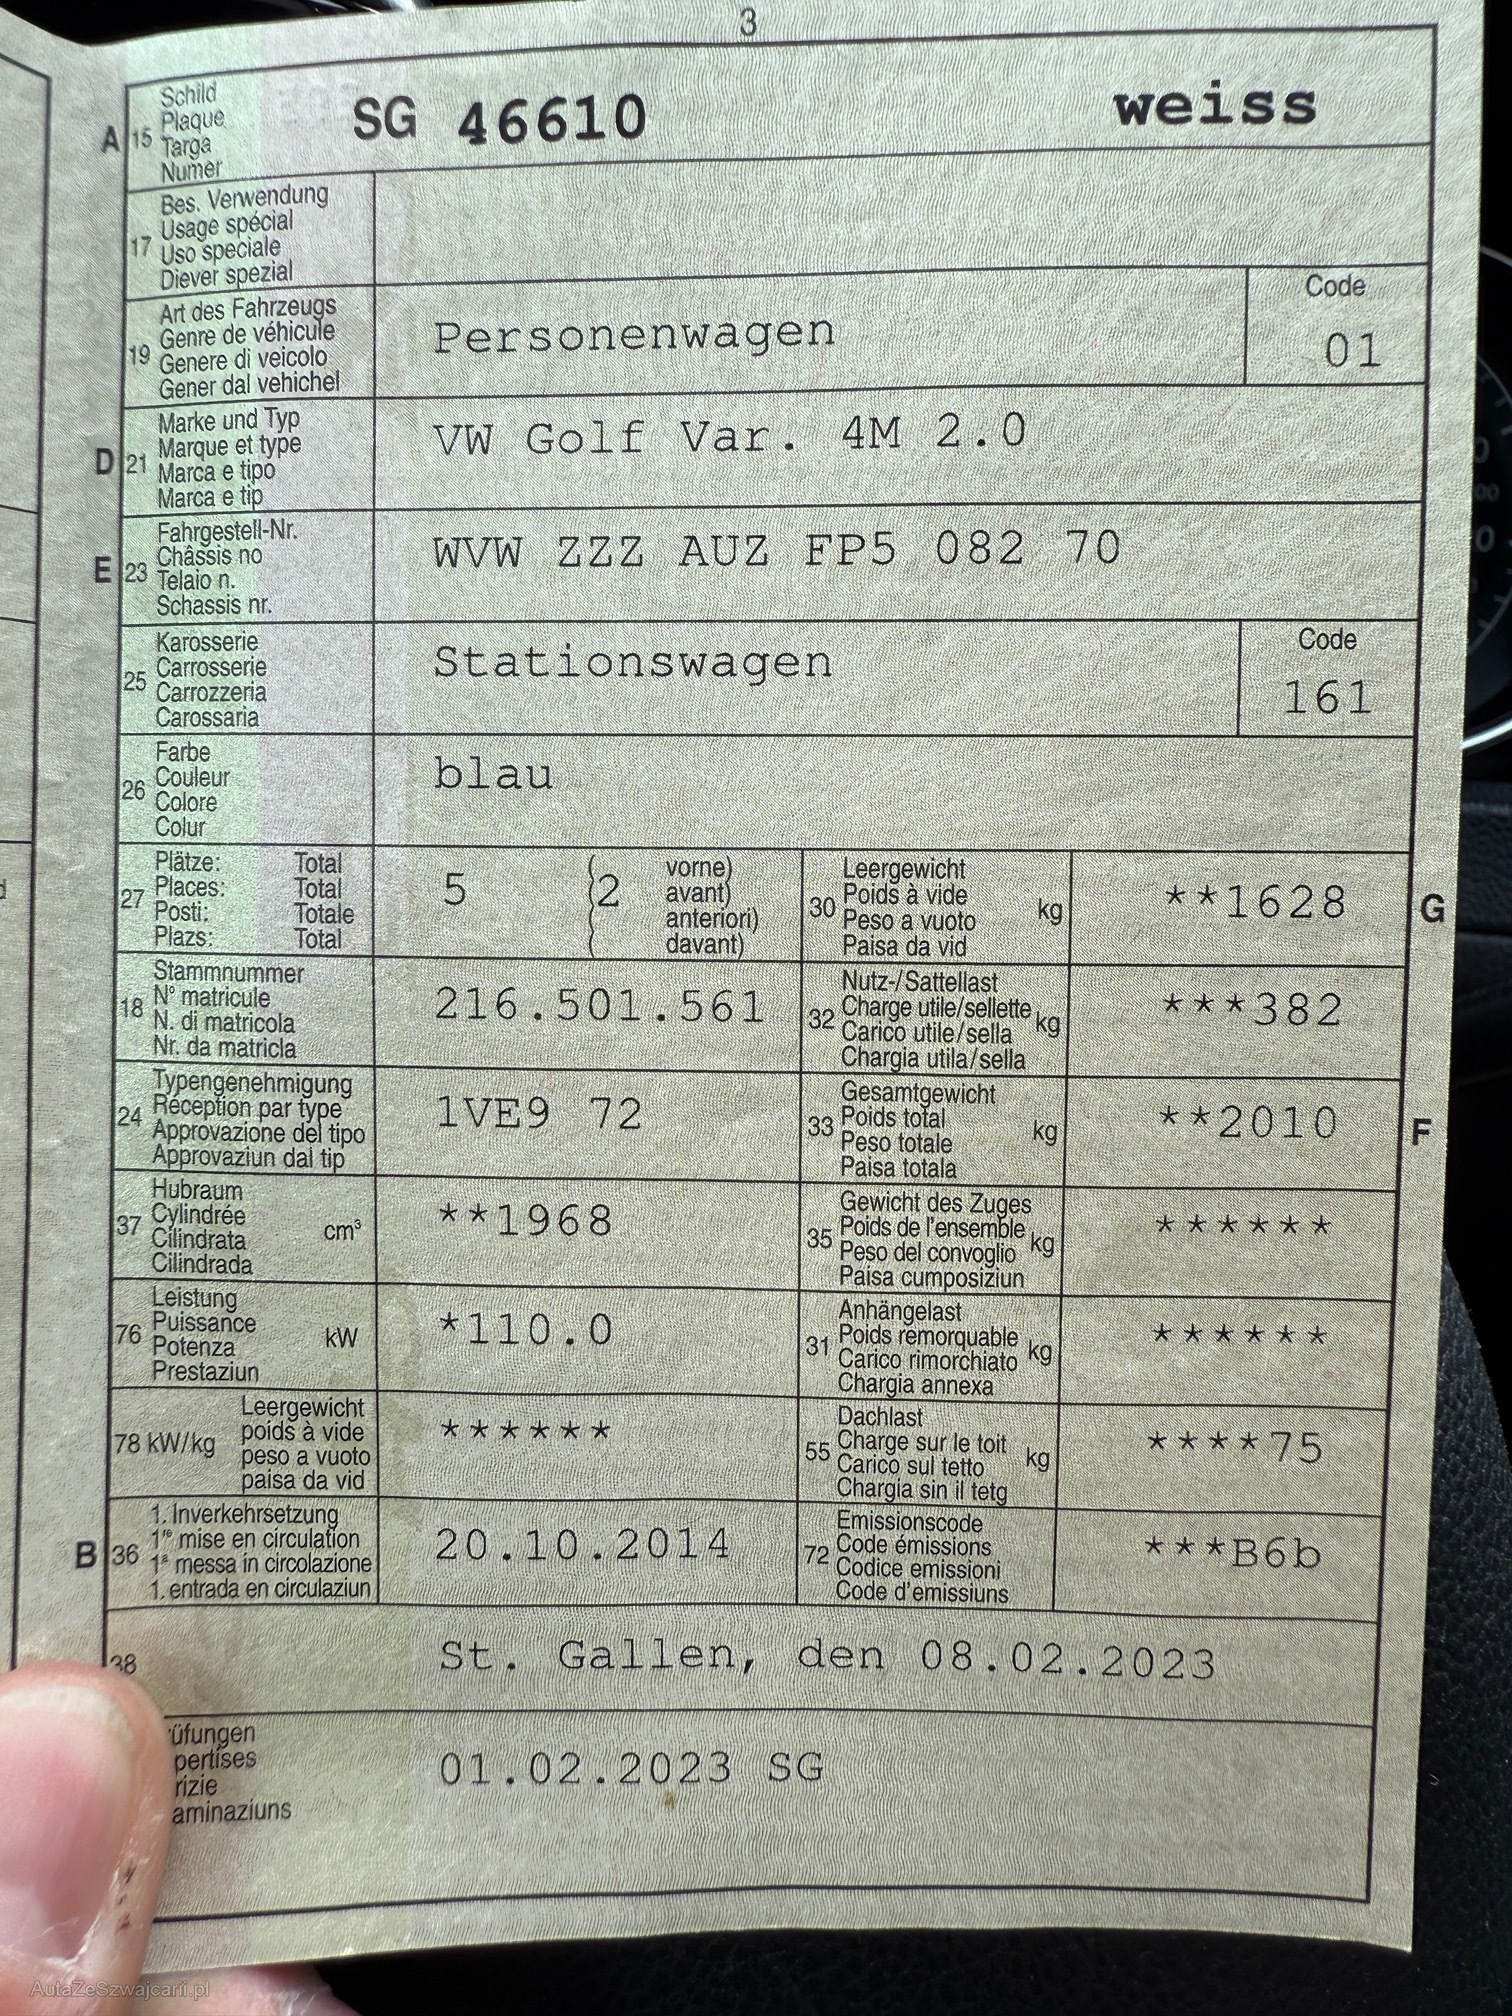 3
A 15 Schild Plaque Targa Numer SG 46610 weiss
17 Bes. Verwendung
Usage spécial
Uso speciale
Diever spezial
19 Art des Fahrzeugs
Genre de véhicule
Genere di veicolo
Gener dal vehichel
Personenwagen
Code
01
D 21 Marke und Typ
Marque et type
Marca e tipo
Marca e tip
VW Golf Var. 4M 2.0
E 23 Fahrgestell-Nr.
Châssis no
Telaio n.
Schassis nr.
WVW ZZZ AUZ FP5 082 70
25 Karosserie
Carrosserie
Carrozzeria
Carossaria
Stationswagen
Code
161
26 Farbe
Couleur
Colore
Colur
blau
27 Plätze: Total
Places: Total
Posti: Totale
Plazs: Total
5 (2 vorne)
( avant)
( anteriori)
( davant)
30 Leergewicht
Poids à vide
Peso a vuoto
Paisa da vid
kg
**1628
G
18 Stammnummer
N° matricule
N. di matricola
Nr. da matricla
216.501.561
32 Nutz-/Sattellast
Charge utile/sellette
Carico utile/sella
Chargia utila/sella
kg
***382
24 Typengenehmigung
Réception par type
Approvazione del tipo
Approvaziun dal tip
1VE9 72
33 Gesamtgewicht
Poids total
Peso totale
Paisa totala
kg
**2010
F
37 Hubraum
Cylindrée
Cilindrata
Cilindrada
cm³
**1968
35 Gewicht des Zuges
Poids de l'ensemble
Peso del convoglio
Paisa cumposiziun
kg
******
76 Leistung
Puissance
Potenza
Prestaziun
kW
*110.0
31 Anhängelast
Poids remorquable
Carico rimorchiato
Chargia annexa
kg
******
78 kW/kg
Leergewicht
poids à vide
peso a vuoto
paisa da vid
******
55 Dachlast
Charge sur le toit
Carico sul tetto
Chargia sin il tetg
kg
****75
B 36 1. Inverkehrsetzung
1re mise en circulation
1a messa in circolazione
1. entrada en circulaziun
20.10.2014
72 Emissionscode
Code émissions
Codice emissioni
Code d'emissiuns
***B6b
38 St. Gallen, den 08.02.2023
üfungen
pertises
rizie
aminaziuns
01.02.2023 SG
AutaZeSzwajcarii.pl